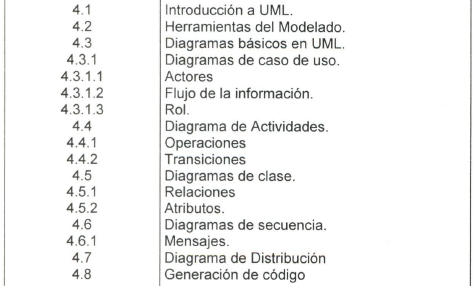 4.1 Introducción a UML.
4.2 Herramientas del Modelado.
4.3 Diagramas básicos en UML.
4.3.1 Diagramas de caso de uso.
4.3.1.1 Actores
4.3.1.2 Flujo de la información.
4.3.1.3 Rol.
4.4 Diagrama de Actividades.
4.4.1 Operaciones
4.4.2 Transiciones
4.5 Diagramas de clase.
4.5.1 Relaciones
4.5.2 Atributos.
4.6 Diagramas de secuencia.
4.6.1 Mensajes.
4.7 Diagrama de Distribución
4.8 Generación de código